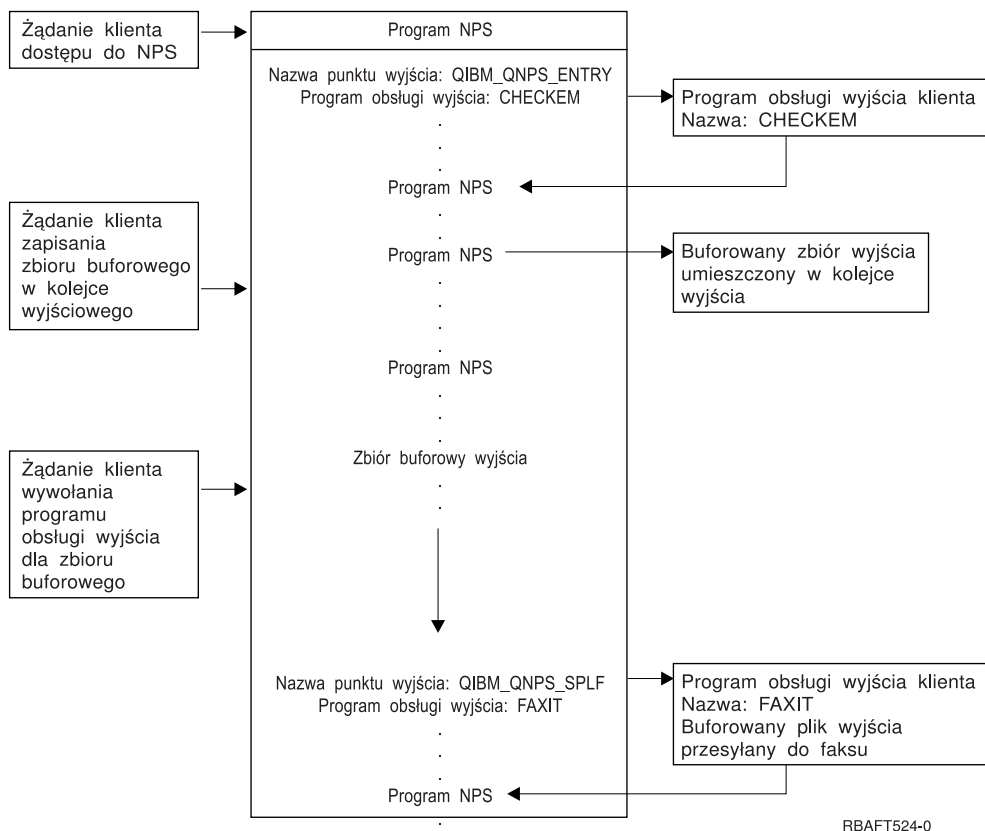 Żądanie klienta
dostępu do NPS
Program NPS
Nazwa punktu wyjścia: QIBM_QNPS_ENTRY
Program obsługi wyjścia: CHECKEM
Program obsługi wyjścia klienta
Nazwa: CHECKEM
Program NPS
Żądanie klienta
zapisania
zbioru buforowego
w kolejce
wyjściowego
Program NPS
Buforowany zbiór wyjścia
umieszczony w kolejce
wyjścia
Program NPS
Zbiór buforowy wyjścia
Żądanie klienta
wywołania
programu
obsługi wyjścia
dla zbioru
buforowego
Nazwa punktu wyjścia: QIBM_QNPS_SPLF
Program obsługi wyjścia: FAXIT
Program obsługi wyjścia klienta
Nazwa: FAXIT
Buforowany plik wyjścia
przesyłany do faksu
Program NPS
RBAFT524-0